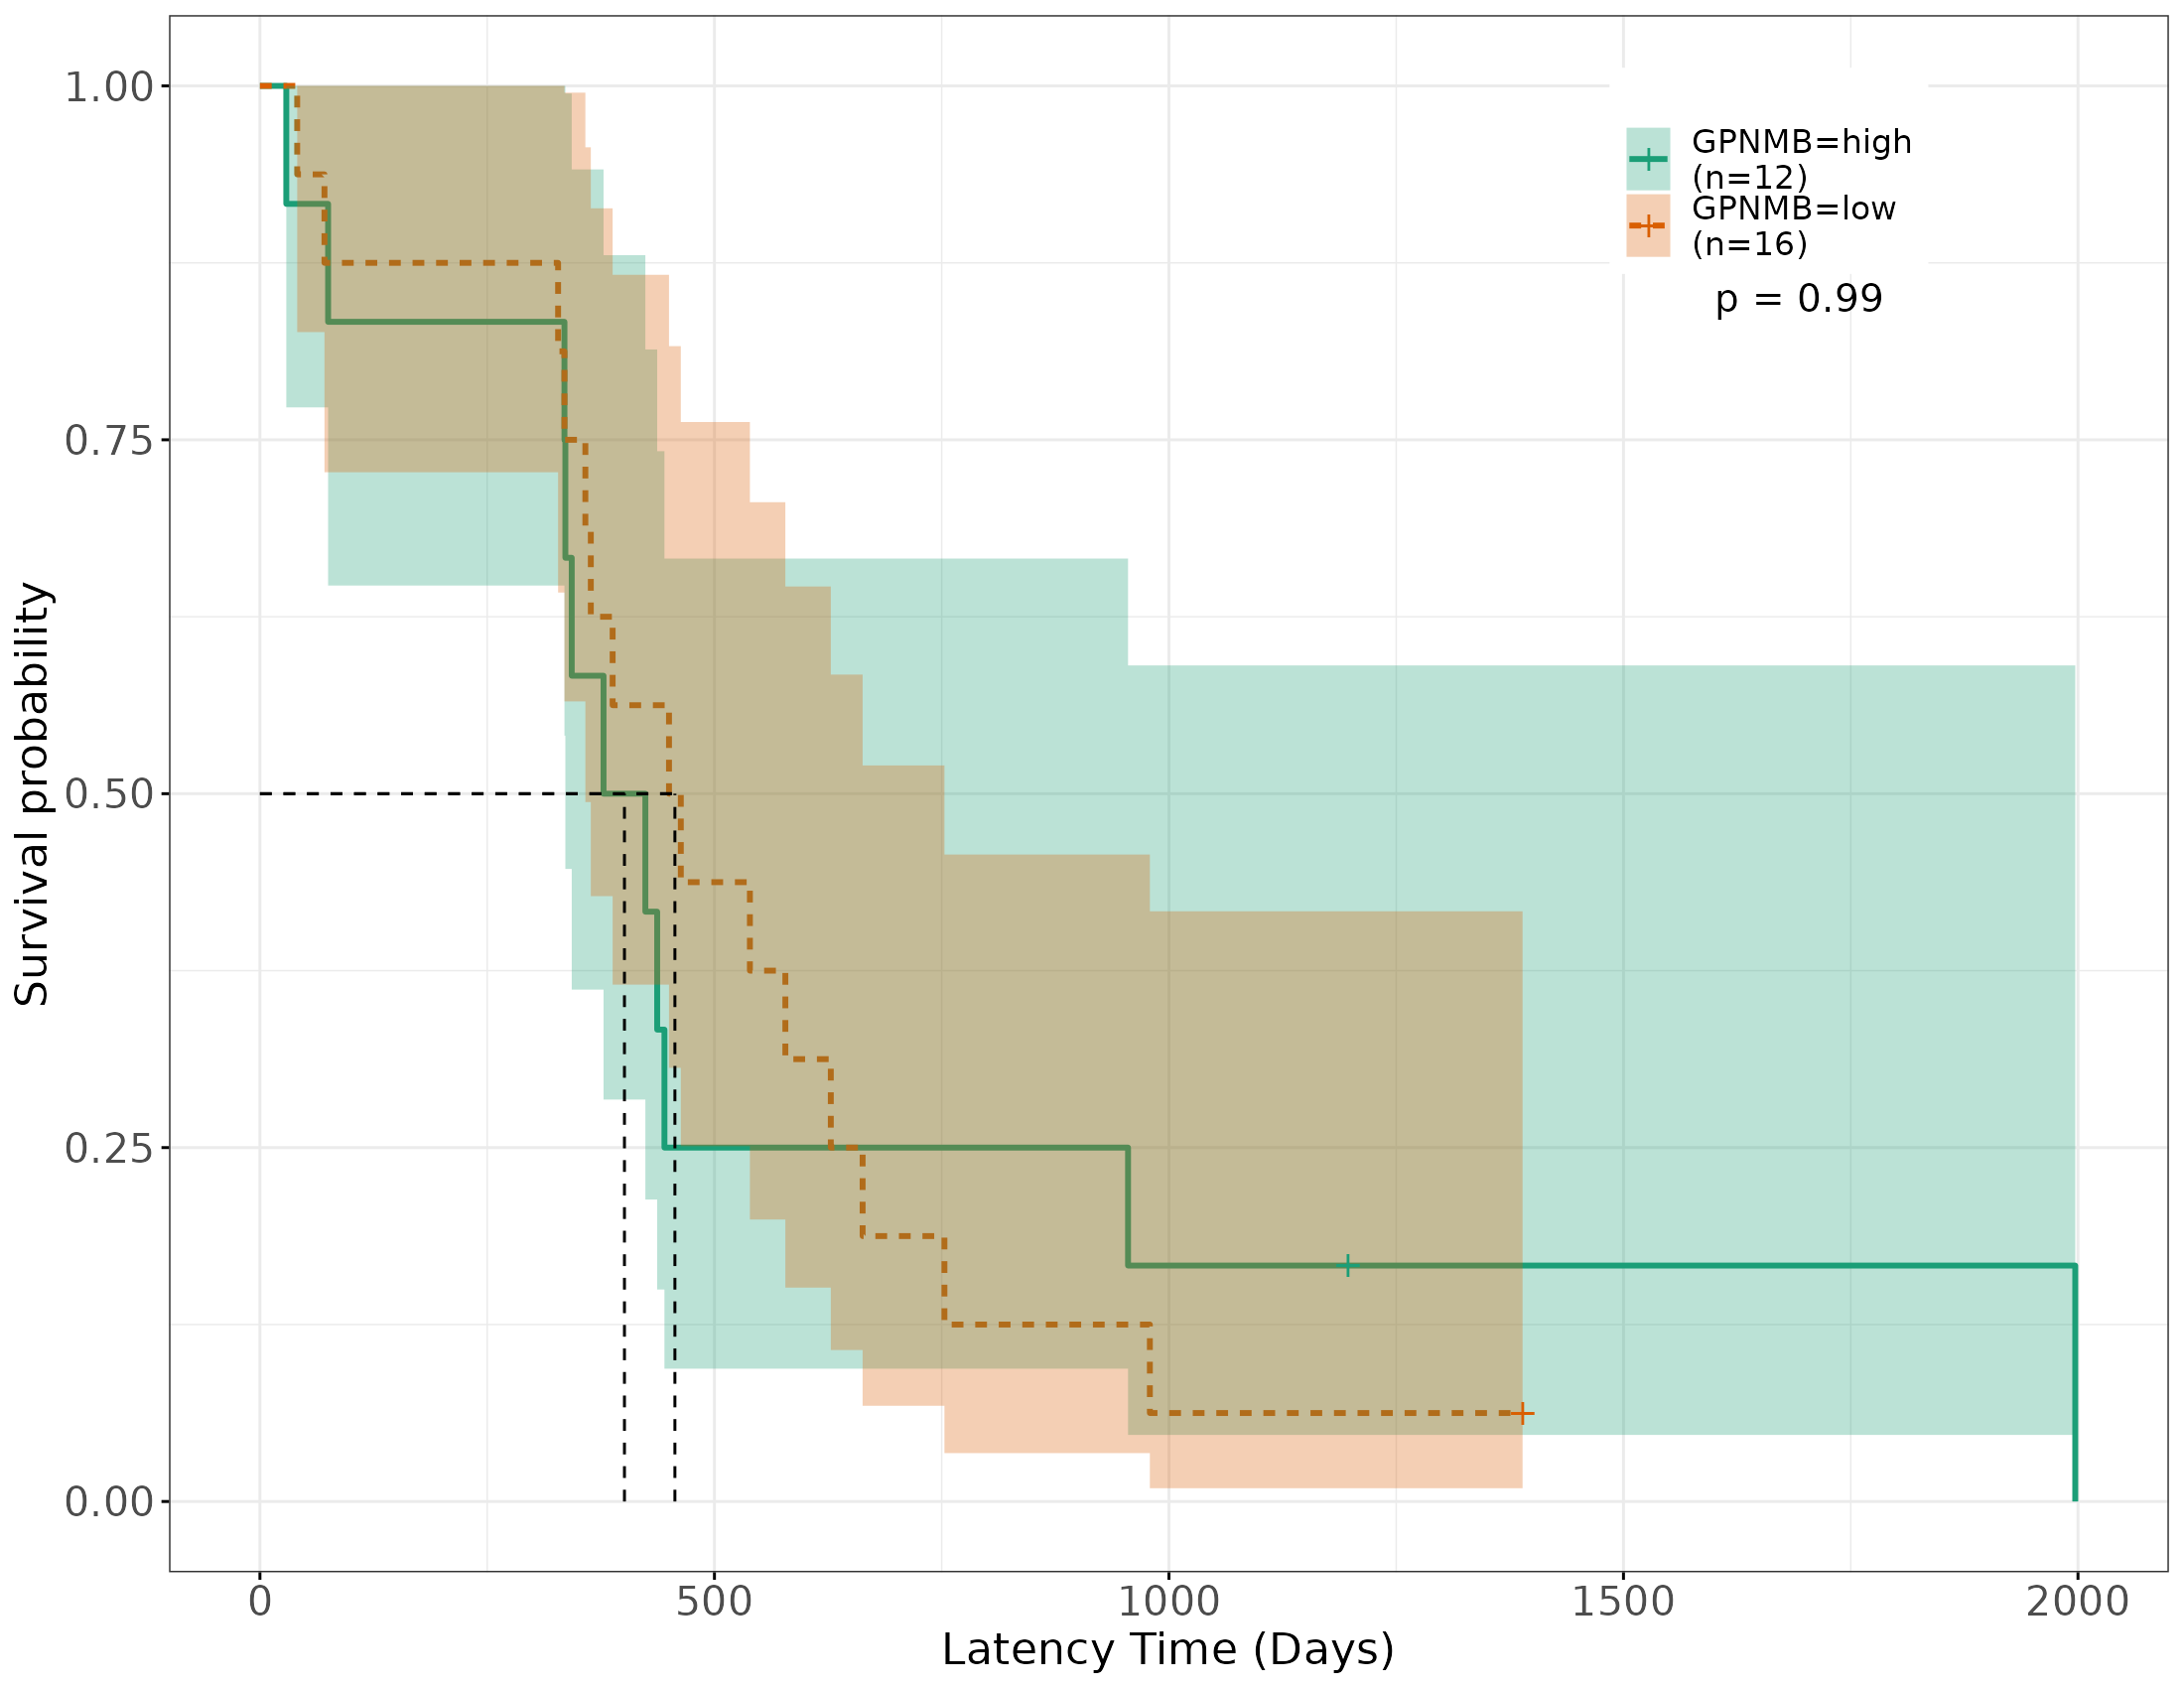 GPNMB=high
(n=12)
GPNMB=low
(n=16)
p = 0.99
Survival probability
1.00
0.75
0.50
0.25
0.00
0 500 1000 1500 2000
Latency Time (Days)